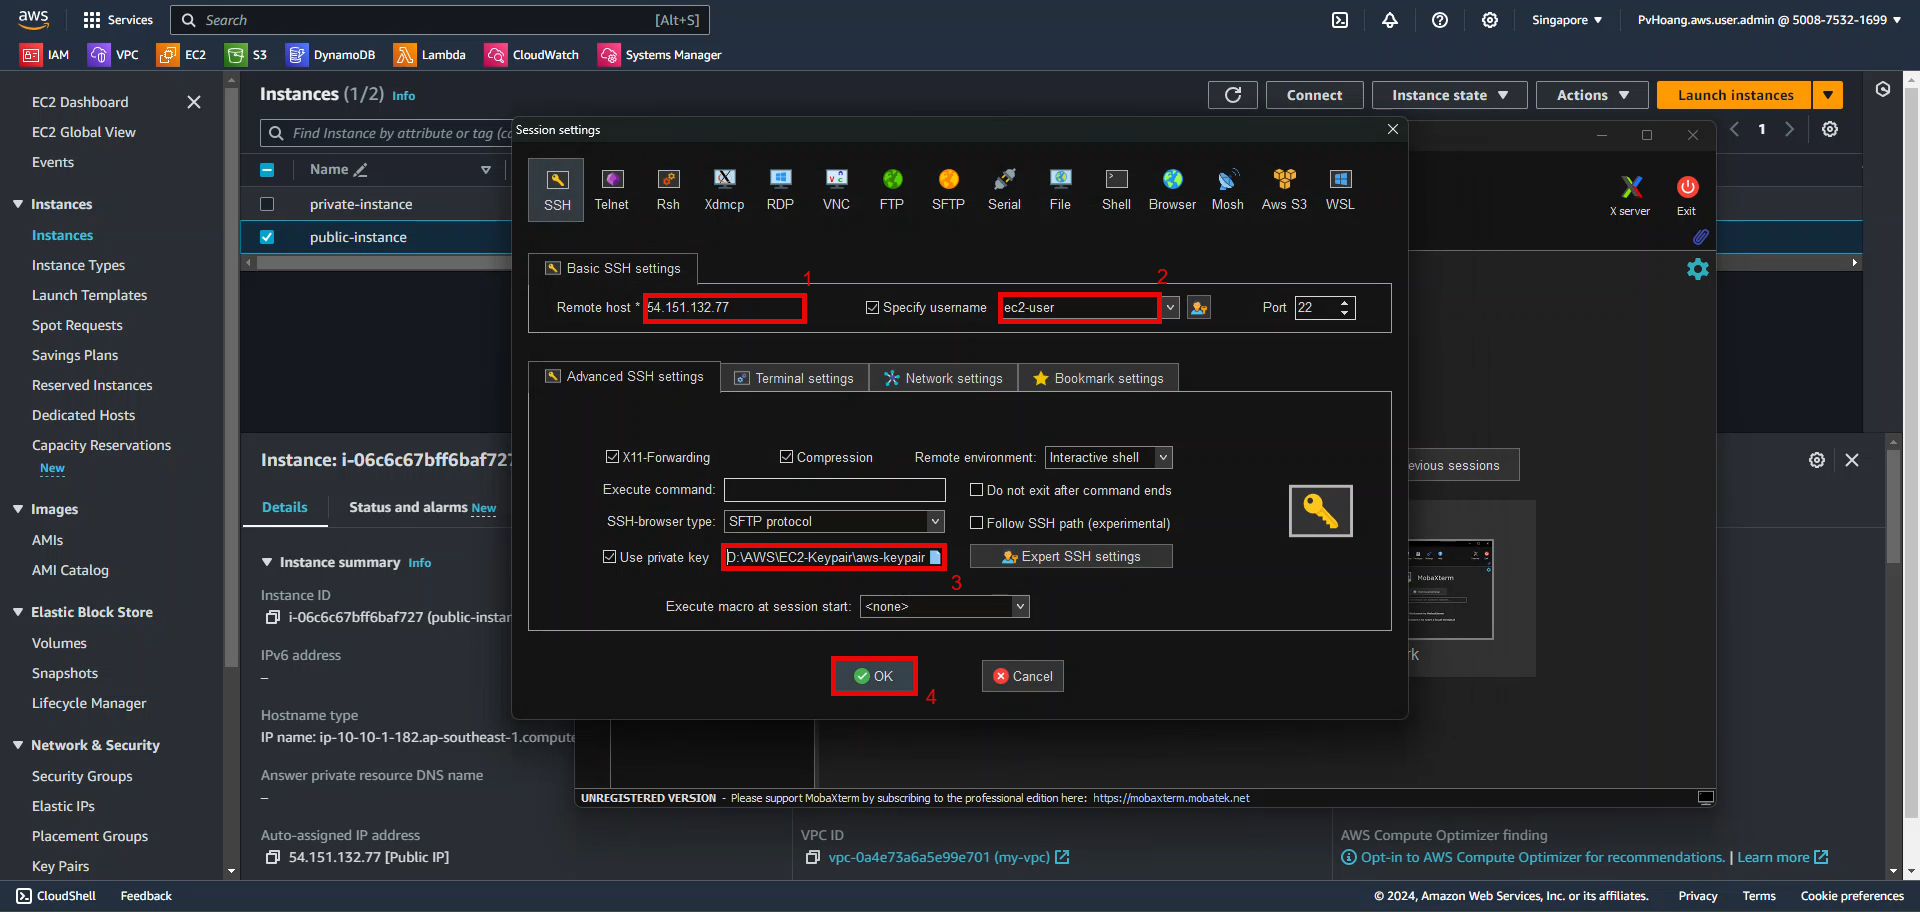 aws
Services
Search
[Alt+S]
Singapore
PvHoang.aws.user.admin @ 5008-7532-1699
IAM
VPC
EC2
S3
DynamoDB
Lambda
CloudWatch
Systems Manager
EC2 Dashboard
EC2 Global View
Events
Instances
Instances
Instance Types
Launch Templates
Spot Requests
Savings Plans
Reserved Instances
Dedicated Hosts
Capacity Reservations
New
Images
AMIs
AMI Catalog
Elastic Block Store
Volumes
Snapshots
Lifecycle Manager
Network & Security
Security Groups
Elastic IPs
Placement Groups
Key Pairs
Instances (1/2) Info
Connect
Instance state
Actions
Launch instances
Find Instance by attribute or tag (c
1
Name
private-instance
public-instance
Session settings
SSH
Telnet
Rsh
Xdmcp
RDP
VNC
FTP
SFTP
Serial
File
Shell
Browser
Mosh
Aws S3
WSL
X server
Exit
Basic SSH settings
1
2
Remote host * 54.151.132.77
Specify username ec2-user
Port 22
Advanced SSH settings
Terminal settings
Network settings
Bookmark settings
X11-Forwarding
Compression
Remote environment: Interactive shell
Execute command:
Do not exit after command ends
SSH-browser type: SFTP protocol
Follow SSH path (experimental)
Use private key D:\AWS\EC2-Keypair\aws-keypair
Expert SSH settings
3
Execute macro at session start: <none>
OK
4
Cancel
evious sessions
MobaXterm
rk
UNREGISTERED VERSION - Please support MobaXterm by subscribing to the professional edition here: https://mobaxterm.mobatek.net
Instance: i-06c6c67bff6baf727
Details
Status and alarms New
Instance summary Info
Instance ID
i-06c6c67bff6baf727 (public-instan
IPv6 address
–
Hostname type
IP name: ip-10-10-1-182.ap-southeast-1.compute
Answer private resource DNS name
–
Auto-assigned IP address
54.151.132.77 [Public IP]
VPC ID
vpc-0a4e73a6a5e99e701 (my-vpc)
AWS Compute Optimizer finding
Opt-in to AWS Compute Optimizer for recommendations. | Learn more
CloudShell
Feedback
© 2024, Amazon Web Services, Inc. or its affiliates.
Privacy
Terms
Cookie preferences